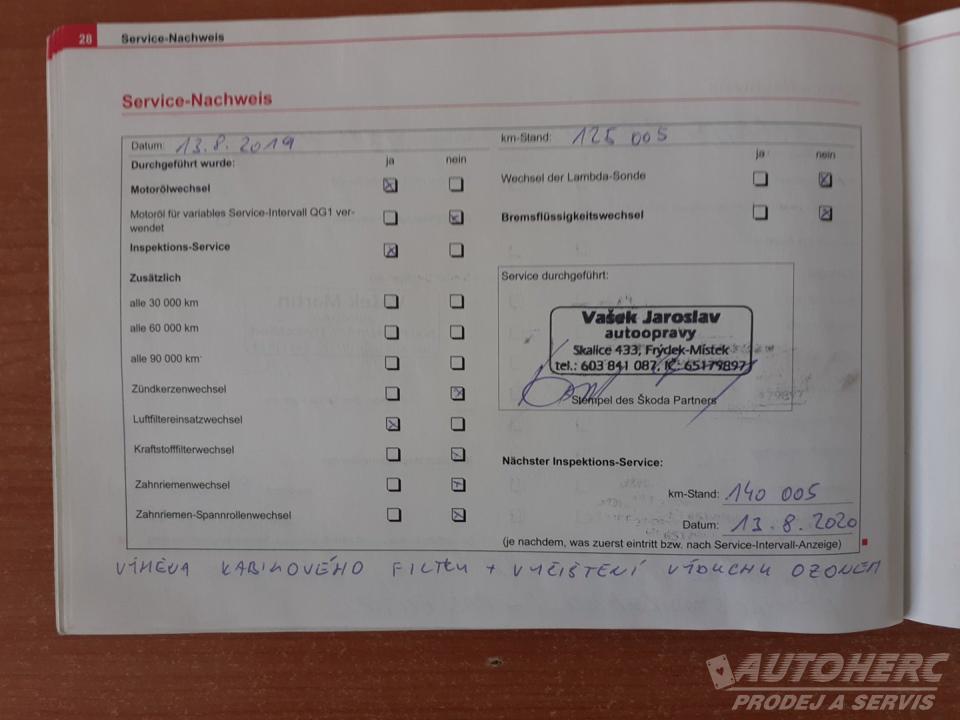 28 Service-Nachweis
Service-Nachweis
Datum: 13.8.2019 km-Stand: 125 005
Durchgeführt wurde: ja nein ja nein
Motorölwechsel
Wechsel der Lambda-Sonde
Motoröl für variables Service-Intervall QG1 ver-
wendet
Bremsflüssigkeitswechsel
Inspektions-Service
Zusätzlich
alle 30 000 km
alle 60 000 km
alle 90 000 km
Zündkerzenwechsel
Luftfiltereinsatzwechsel
Kraftstofffilterwechsel
Zahnriemenwechsel
Zahnriemen-Spannrollenwechsel
Service durchgeführt:
Vašek Jaroslav
autoopravy
Skalice 433, Frýdek-Místek
tel.: 603 841 087, IČ: 65179897
Stempel des Škoda Partners
Nächster Inspektions-Service:
km-Stand: 140 005
Datum: 13.8.2020
(je nachdem, was zuerst eintritt bzw. nach Service-Intervall-Anzeige)
VÝMĚNA KABINOVÉHO FILTRU + VYČIŠTENÍ VÝDUCHU OZONEM
AUTOHERC
PRODEJ A SERVIS